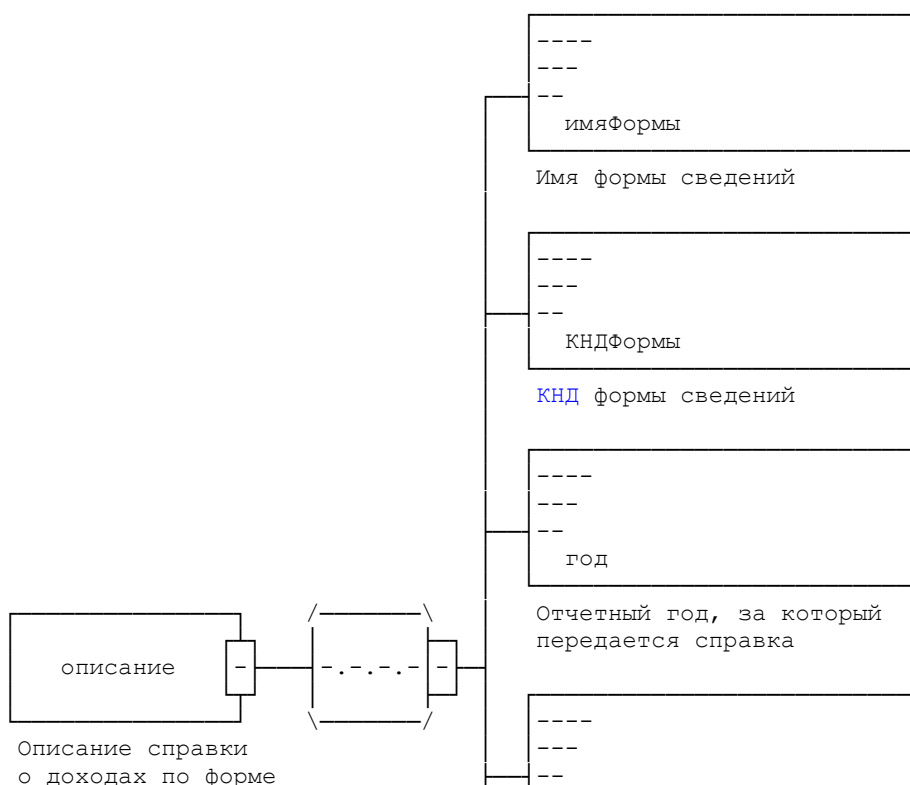 ----
---
--
имяФормы
Имя формы сведений
----
---
--
КНДФормы
КНД формы сведений
----
---
--
год
Отчетный год, за который
передается справка
описание
-
-.-.-.-
-
Описание справки
о доходах по форме
----
---
--